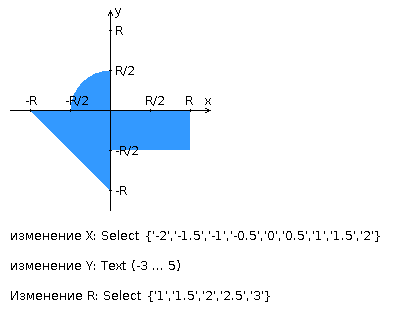 y
R
R/2
-R -R/2 R/2 R x
-R/2
-R
изменение X: Select {'-2','-1.5','-1','-0.5','0','0.5','1','1.5','2'}
изменение Y: Text (-3 ... 5)
Изменение R: Select {'1','1.5','2','2.5','3'}